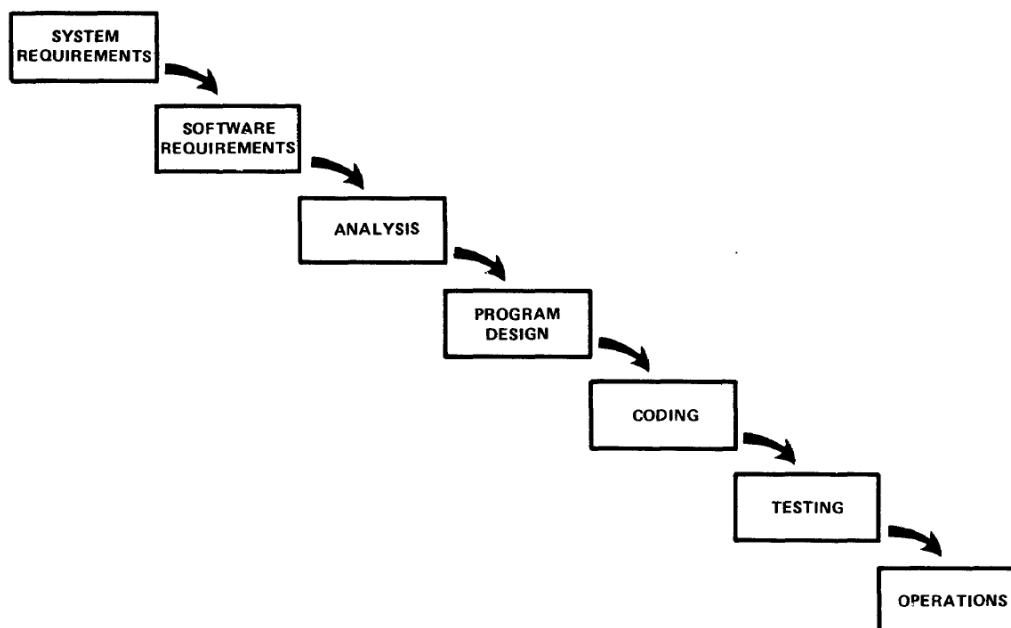 SYSTEM
REQUIREMENTS
SOFTWARE
REQUIREMENTS
ANALYSIS
PROGRAM
DESIGN
CODING
TESTING
OPERATIONS